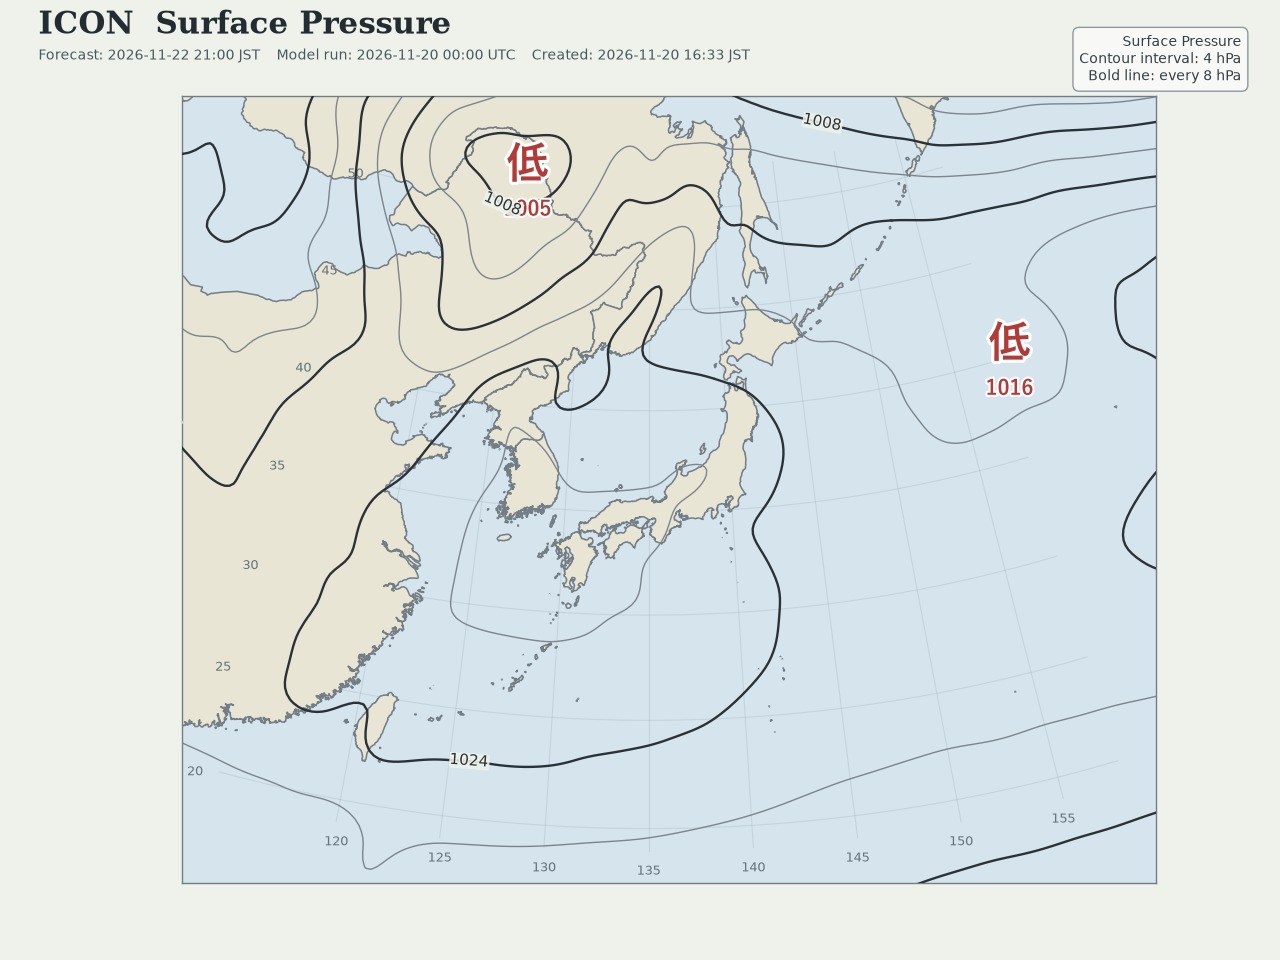 ICON  Surface Pressure
Forecast: 2026-11-22 21:00 JST    Model run: 2026-11-20 00:00 UTC    Created: 2026-11-20 16:33 JST
Surface Pressure
Contour interval: 4 hPa
Bold line: every 8 hPa
1008
低
1008
50
45
低
1016
40
35
30
25
1024
20
120
125
130
135
140
145
150
155